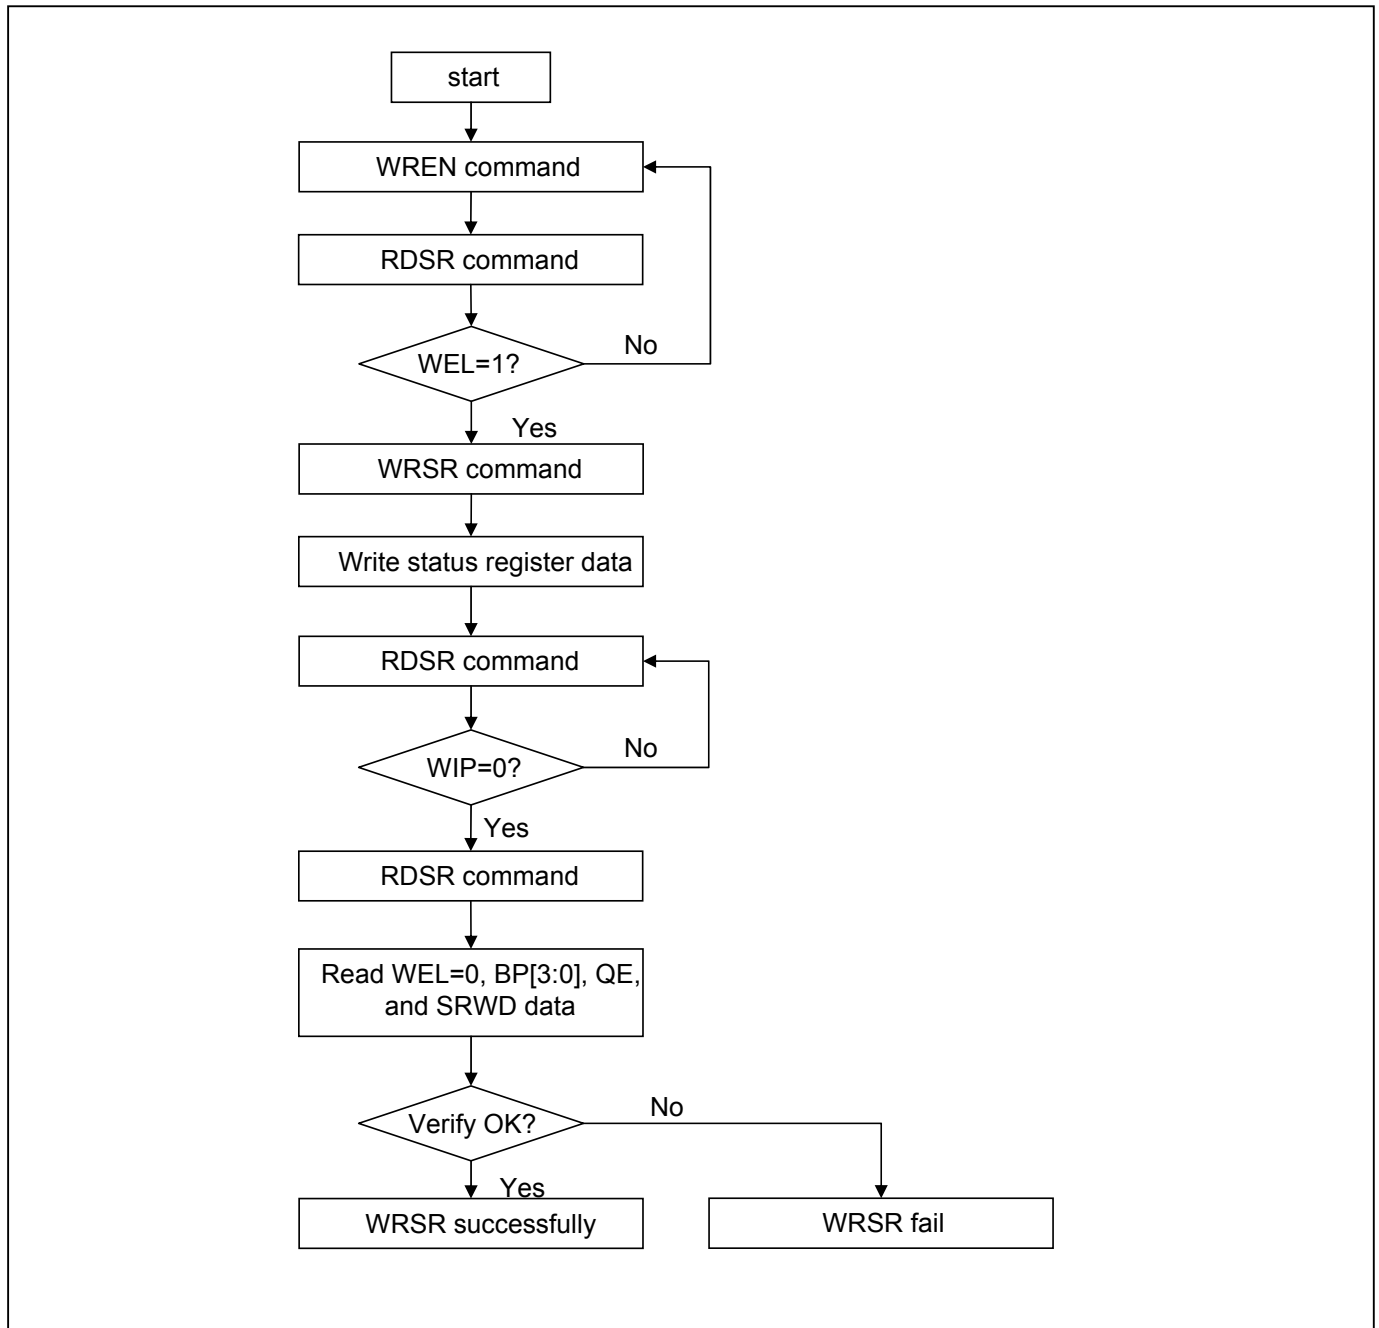 start
WREN command
RDSR command
WEL=1?
No
Yes
WRSR command
Write status register data
RDSR command
WIP=0?
No
Yes
RDSR command
Read WEL=0, BP[3:0], QE,
and SRWD data
Verify OK?
No
Yes
WRSR successfully
WRSR fail